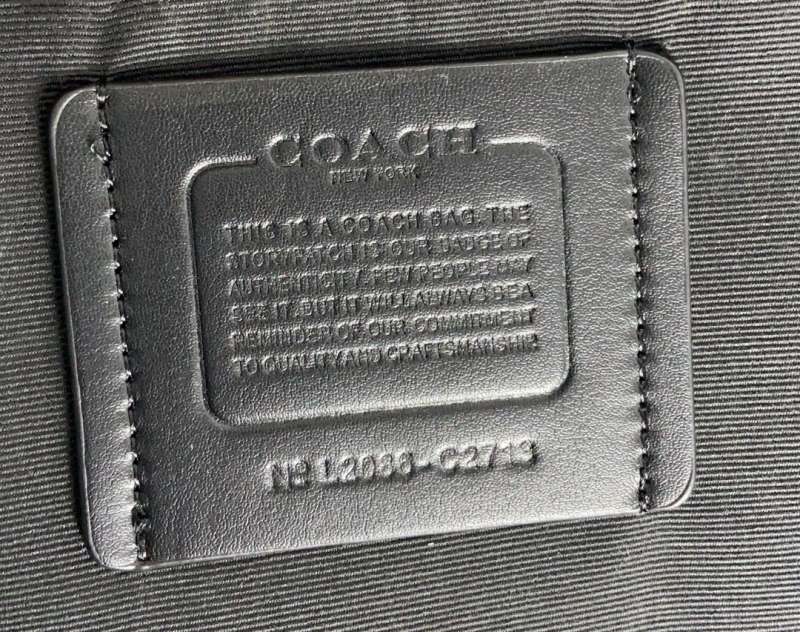 COACH
NEW YORK
THIS IS A COACH BAG. THE
STORYPATCH IS OUR BADGE OF
AUTHENTICITY. FEW PEOPLE MAY
SEE IT, BUT IT WILL ALWAYS BE A
REMINDER OF OUR COMMITMENT
TO QUALITY AND CRAFTSMANSHIP
Nº L2036-C2713